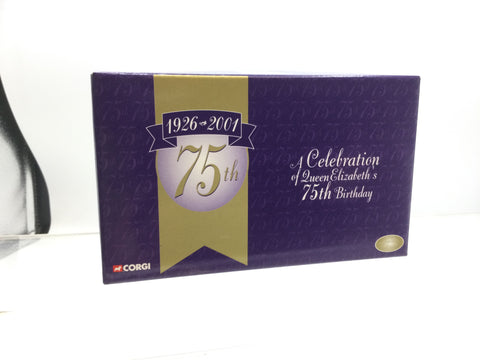 1926 - 2001
75th
A Celebration
of Queen Elizabeth's
75th Birthday
CORGI